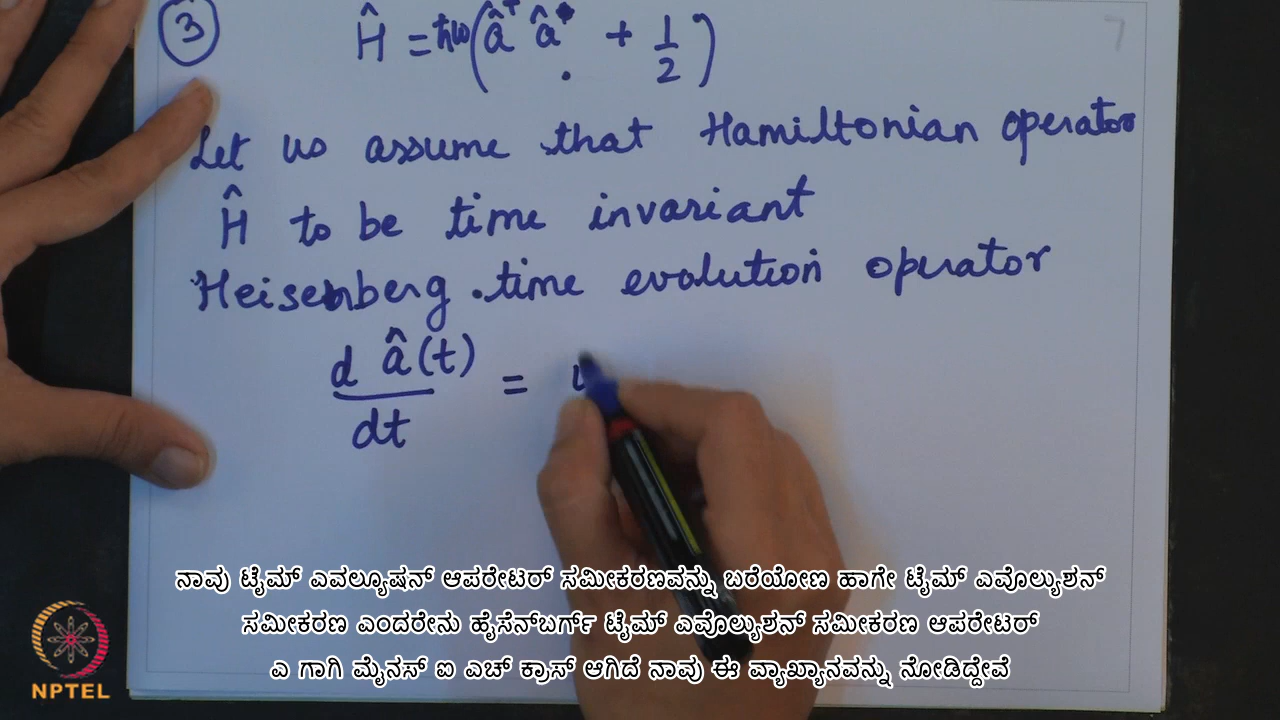 ③ Ĥ = ħω(â† â + 1/2)
7
Let us assume that Hamiltonian operator
Ĥ to be time invariant
Heisenberg time evolution operator
d â(t)
dt
=
ನಾವು ಟೈಮ್ ಎವಲ್ಯೂಷನ್ ಆಪರೇಟರ್ ಸಮೀಕರಣವನ್ನು ಬರೆಯೋಣ ಹಾಗೇ ಟೈಮ್ ಎವೊಲ್ಯುಶನ್
ಸಮೀಕರಣ ಎಂದರೇನು ಹೈಸೆನ್‌ಬರ್ಗ್ ಟೈಮ್ ಎವೊಲ್ಯುಶನ್ ಸಮೀಕರಣ ಆಪರೇಟರ್
ಎ ಗಾಗಿ ಮೈನಸ್ ಐ ಎಚ್ ಕ್ರಾಸ್ ಆಗಿದೆ ನಾವು ಈ ವ್ಯಾಖ್ಯಾನವನ್ನು ನೋಡಿದ್ದೇವೆ
NPTEL